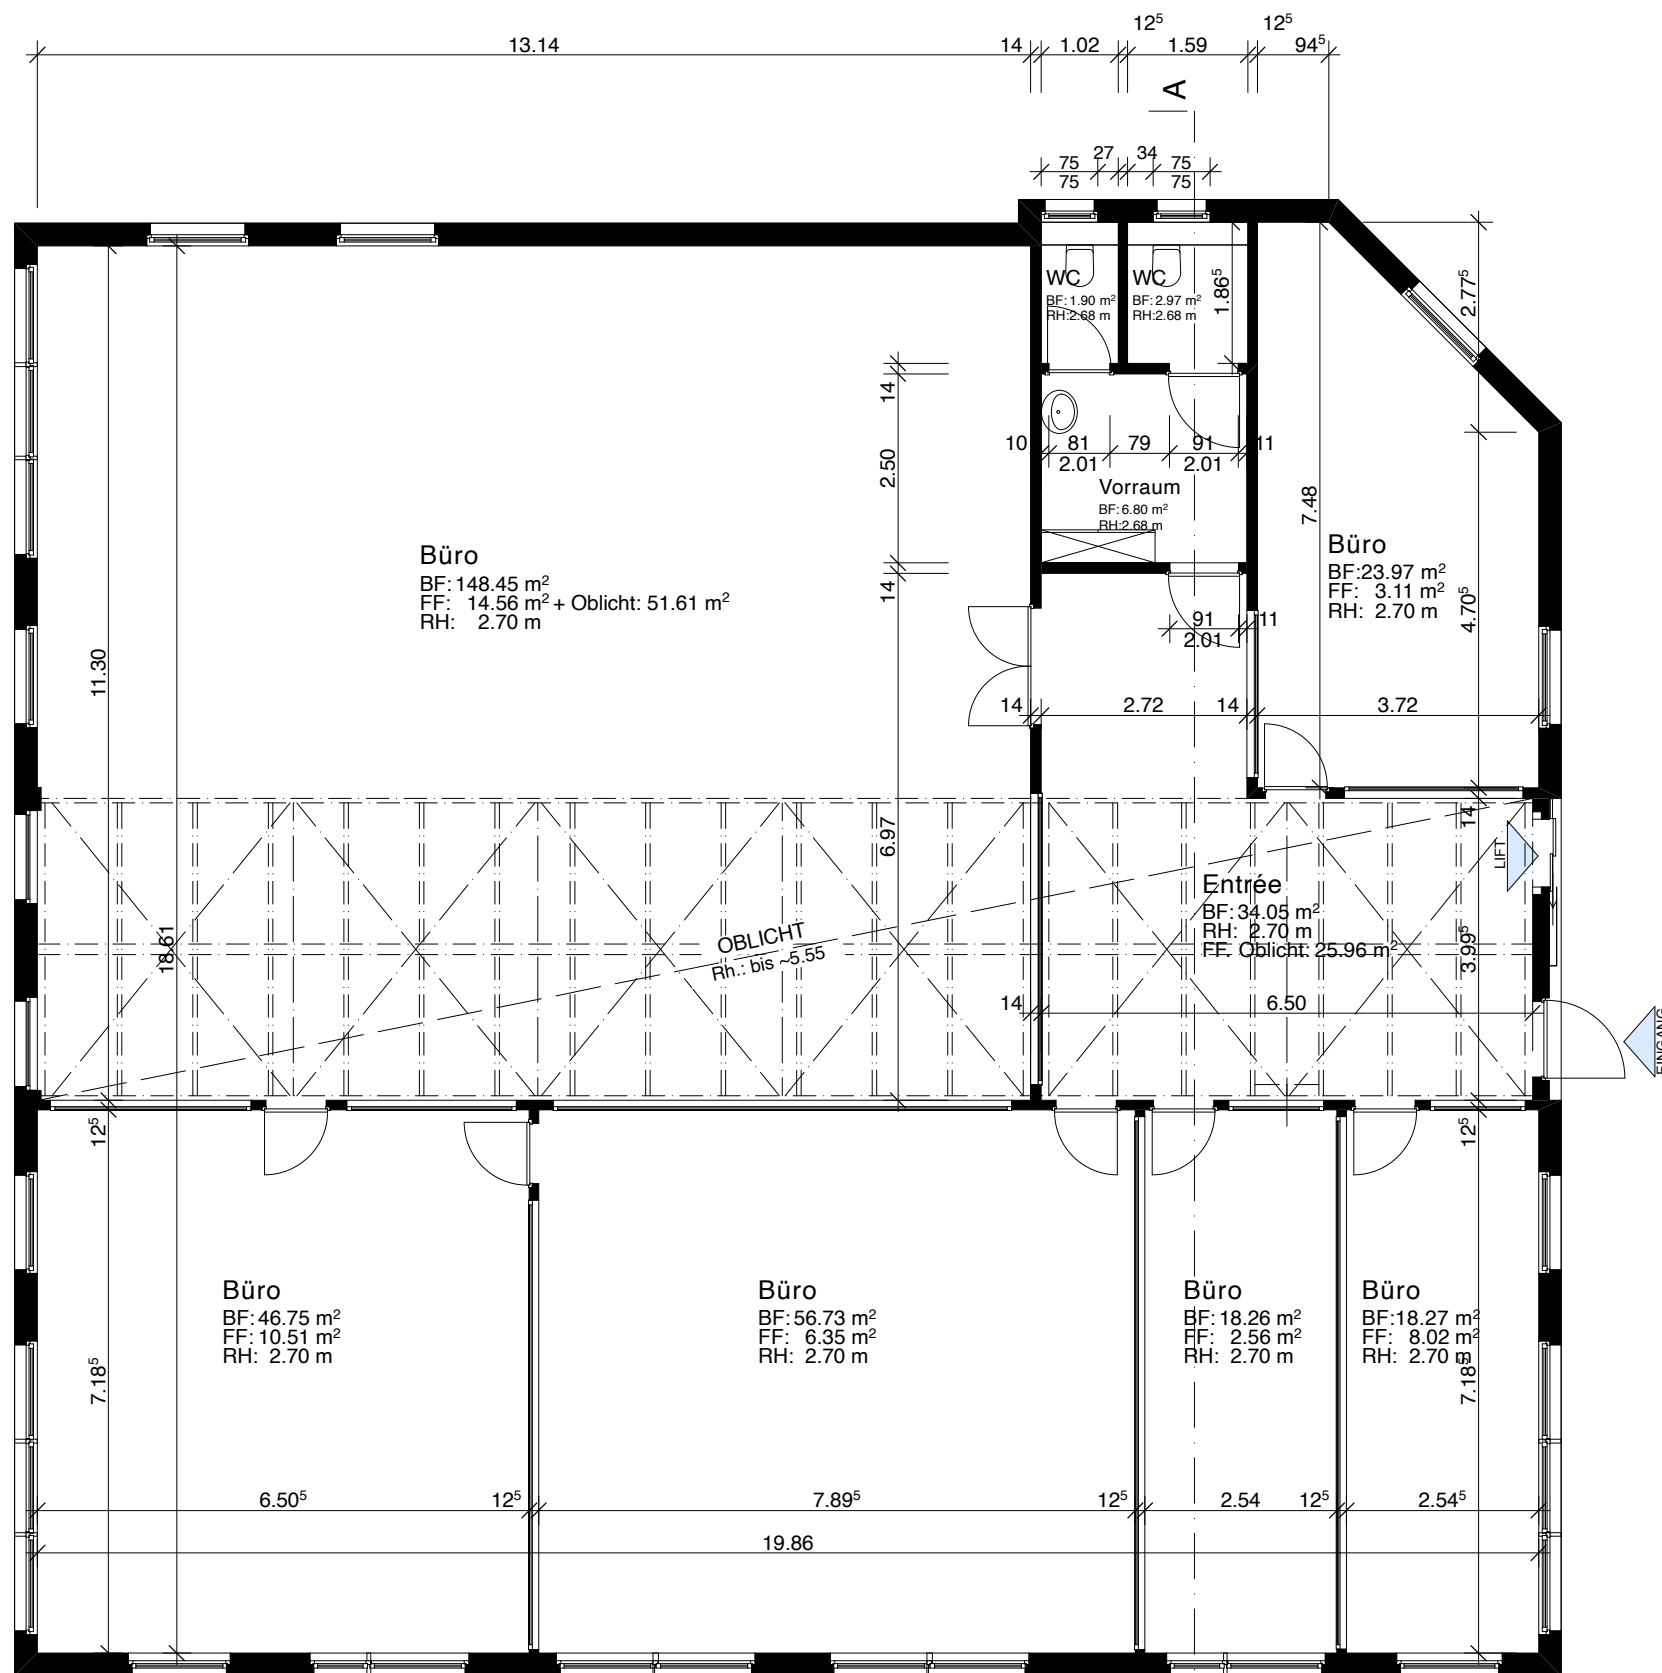 12⁵
12⁵
13.14
14
1.02
1.59
94⁵
A
27
34
75
75
75
75
WC
BF: 1.90 m²
RH:2.68 m
WC
BF: 2.97 m²
RH:2.68 m
1.86⁵
2.77⁵
14
2.50
14
10
81
79
91
11
2.01
2.01
Vorraum
BF: 6.80 m²
RH:2.68 m
7.48
Büro
BF: 148.45 m²
FF: 14.56 m² + Oblicht: 51.61 m²
RH: 2.70 m
Büro
BF:23.97 m²
FF: 3.11 m²
RH: 2.70 m
4.70⁵
91
11
2.01
11.30
14
2.72
14
3.72
6.97
14
LIFT
Entrée
BF: 34.05 m²
RH: 2.70 m
FF. Oblicht: 25.96 m²
18.61
OBLICHT
Rh.: bis ~5.55
3.99⁵
14
6.50
EINGANG
12⁵
12⁵
Büro
BF: 46.75 m²
FF: 10.51 m²
RH: 2.70 m
Büro
BF: 56.73 m²
FF: 6.35 m²
RH: 2.70 m
Büro
BF: 18.26 m²
FF: 2.56 m²
RH: 2.70 m
Büro
BF: 18.27 m²
FF: 8.02 m²
RH: 2.70 m
7.18⁵
7.18⁵
6.50⁵
12⁵
7.89⁵
12⁵
2.54
12⁵
2.54⁵
19.86